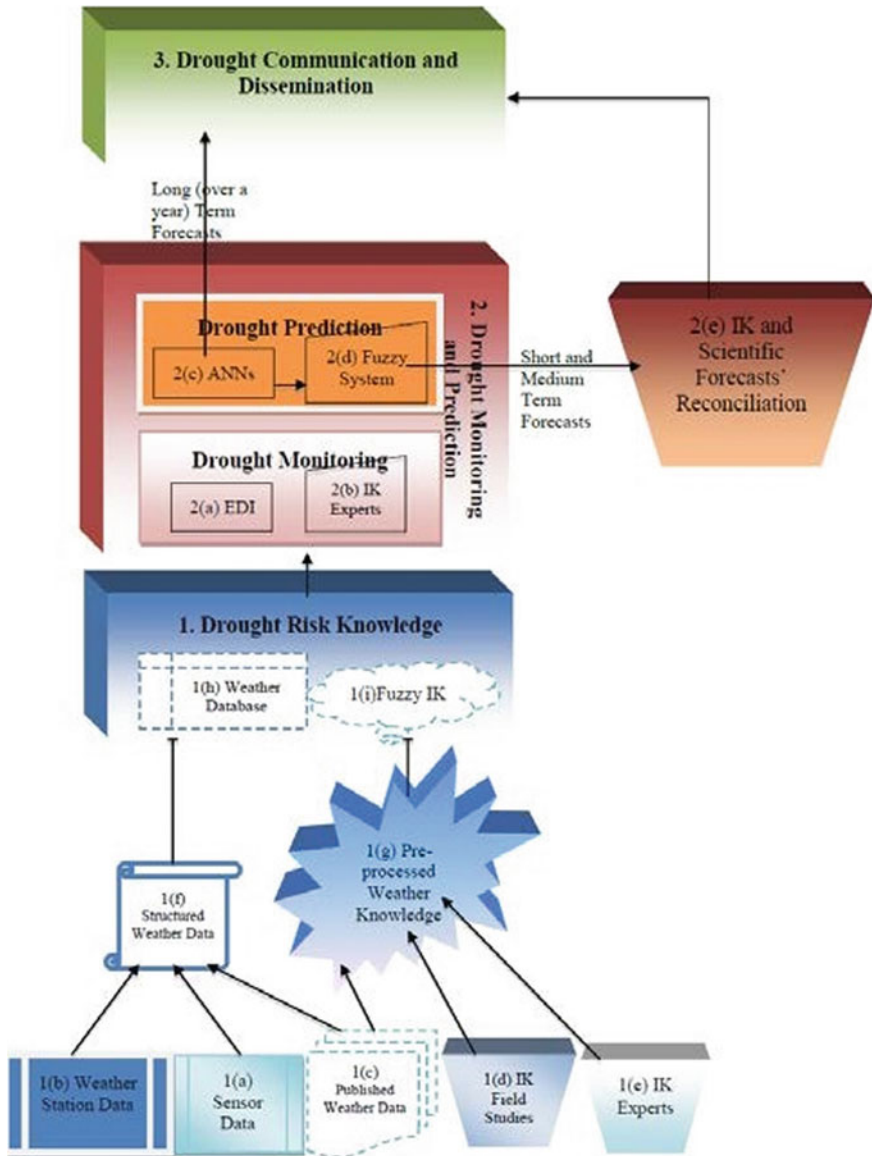 3. Drought Communication and
Dissemination
Long (over a
year) Term
Forecasts
2. Drought Monitoring
and Prediction
Drought Prediction
2(c) ANNs
2(d) Fuzzy
System
Short and
Medium
Term
Forecasts
2(e) IK and
Scientific
Forecasts'
Reconciliation
Drought Monitoring
2(a) EDI
2(b) IK
Experts
1. Drought Risk Knowledge
1(h) Weather
Database
1(i)Fuzzy IK
1(g) Pre-
processed
Weather
Knowledge
1(f)
Structured
Weather Data
1(b) Weather
Station Data
1(a)
Sensor
Data
1(c)
Published
Weather Data
1(d) IK
Field
Studies
1(e) IK
Experts